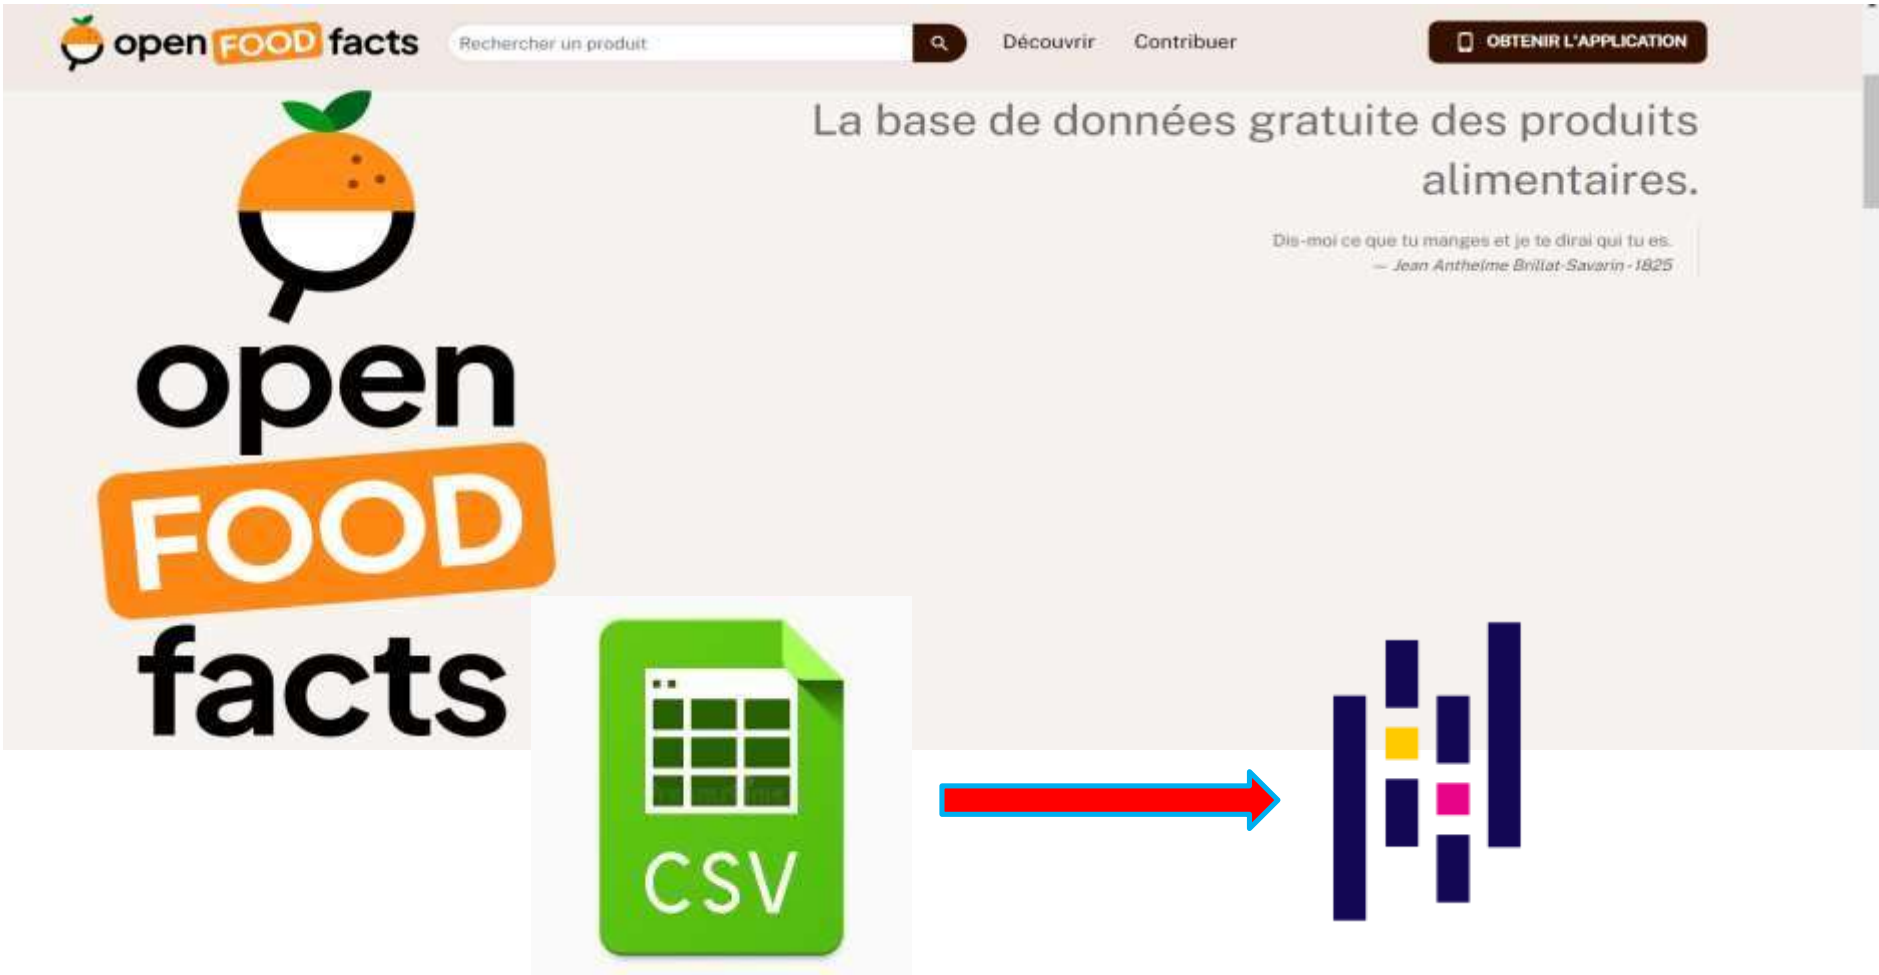 open FOOD facts
Rechercher un produit
Découvrir
Contribuer
OBTENIR L'APPLICATION
La base de données gratuite des produits
alimentaires.
Dis-moi ce que tu manges et je te dirai qui tu es.
— Jean Anthelme Brillat-Savarin - 1825
open
FOOD
facts
CSV